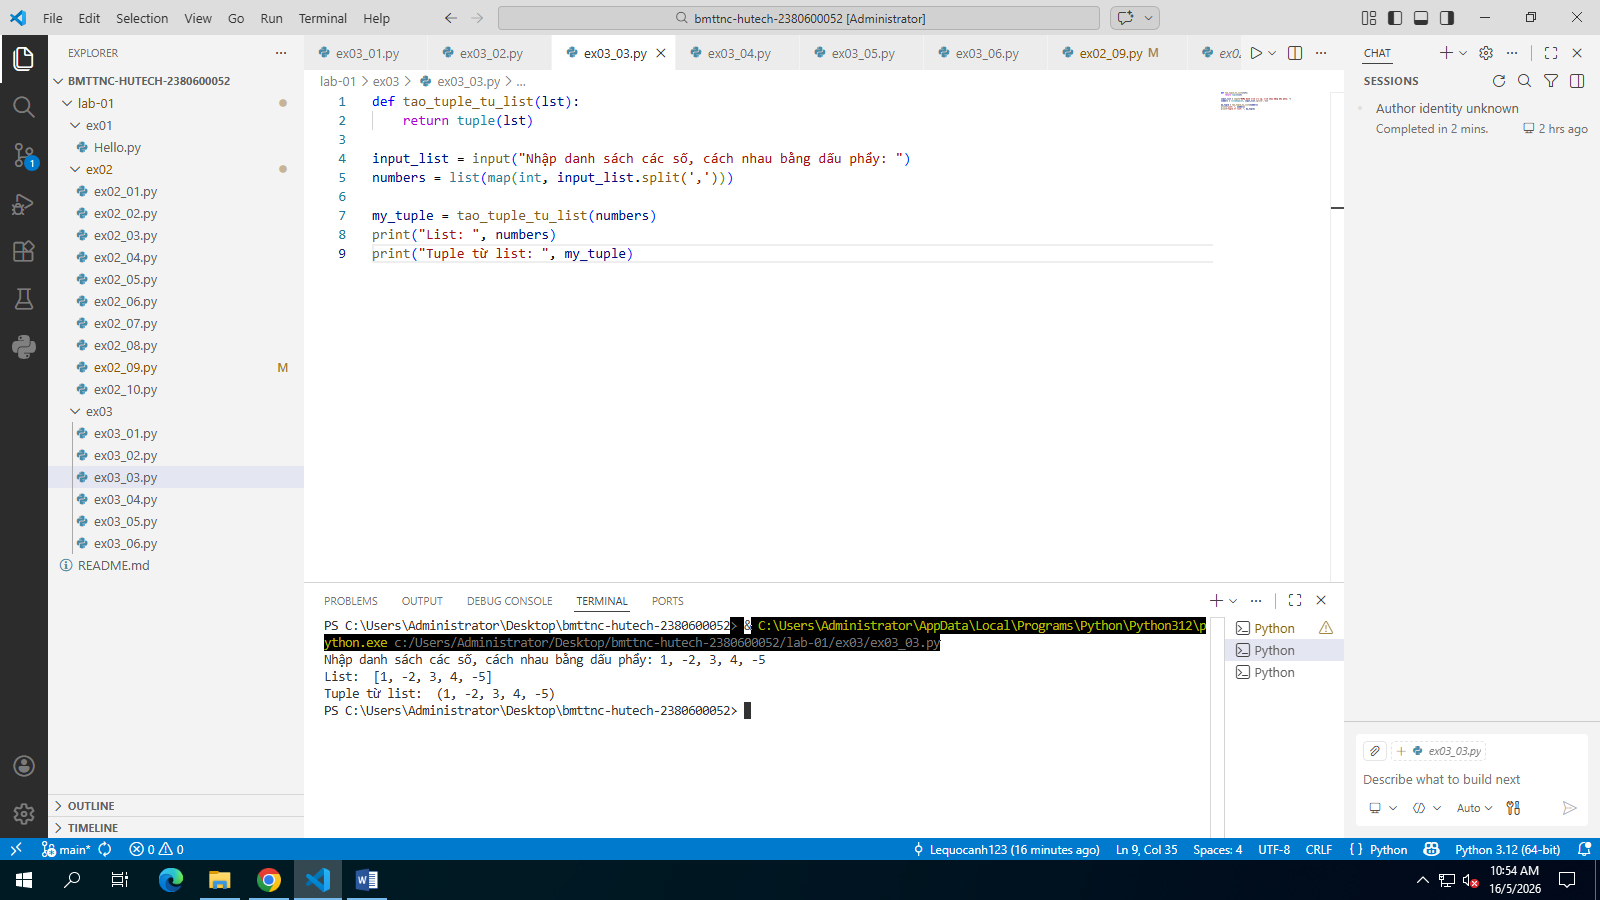 File Edit Selection View Go Run Terminal Help
bmttnc-hutech-2380600052 [Administrator]
EXPLORER
BMTTNC-HUTECH-2380600052
lab-01
ex01
Hello.py
ex02
ex02_01.py
ex02_02.py
ex02_03.py
ex02_04.py
ex02_05.py
ex02_06.py
ex02_07.py
ex02_08.py
ex02_09.py M
ex02_10.py
ex03
ex03_01.py
ex03_02.py
ex03_03.py
ex03_04.py
ex03_05.py
ex03_06.py
README.md
OUTLINE
TIMELINE
1
ex03_01.py ex03_02.py ex03_03.py ex03_04.py ex03_05.py ex03_06.py ex02_09.py M
lab-01 > ex03 > ex03_03.py > ...
1 def tao_tuple_tu_list(lst):
2 return tuple(lst)
3
4 input_list = input("Nhập danh sách các số, cách nhau bằng dấu phẩy: ")
5 numbers = list(map(int, input_list.split(',')))
6
7 my_tuple = tao_tuple_tu_list(numbers)
8 print("List: ", numbers)
9 print("Tuple từ list: ", my_tuple)
PROBLEMS OUTPUT DEBUG CONSOLE TERMINAL PORTS
PS C:\Users\Administrator\Desktop\bmttnc-hutech-2380600052> & C:\Users\Administrator\AppData\Local\Programs\Python\Python312\p
ython.exe c:/Users/Administrator/Desktop/bmttnc-hutech-2380600052/lab-01/ex03/ex03_03.py
Nhập danh sách các số, cách nhau bằng dấu phẩy: 1, -2, 3, 4, -5
List:  [1, -2, 3, 4, -5]
Tuple từ list:  (1, -2, 3, 4, -5)
PS C:\Users\Administrator\Desktop\bmttnc-hutech-2380600052>
Python
Python
Python
CHAT
SESSIONS
Author identity unknown
Completed in 2 mins. 2 hrs ago
ex03_03.py
Describe what to build next
Auto
main* 0 0 Lequocanh123 (16 minutes ago) Ln 9, Col 35 Spaces: 4 UTF-8 CRLF { } Python Python 3.12 (64-bit)
10:54 AM
16/5/2026